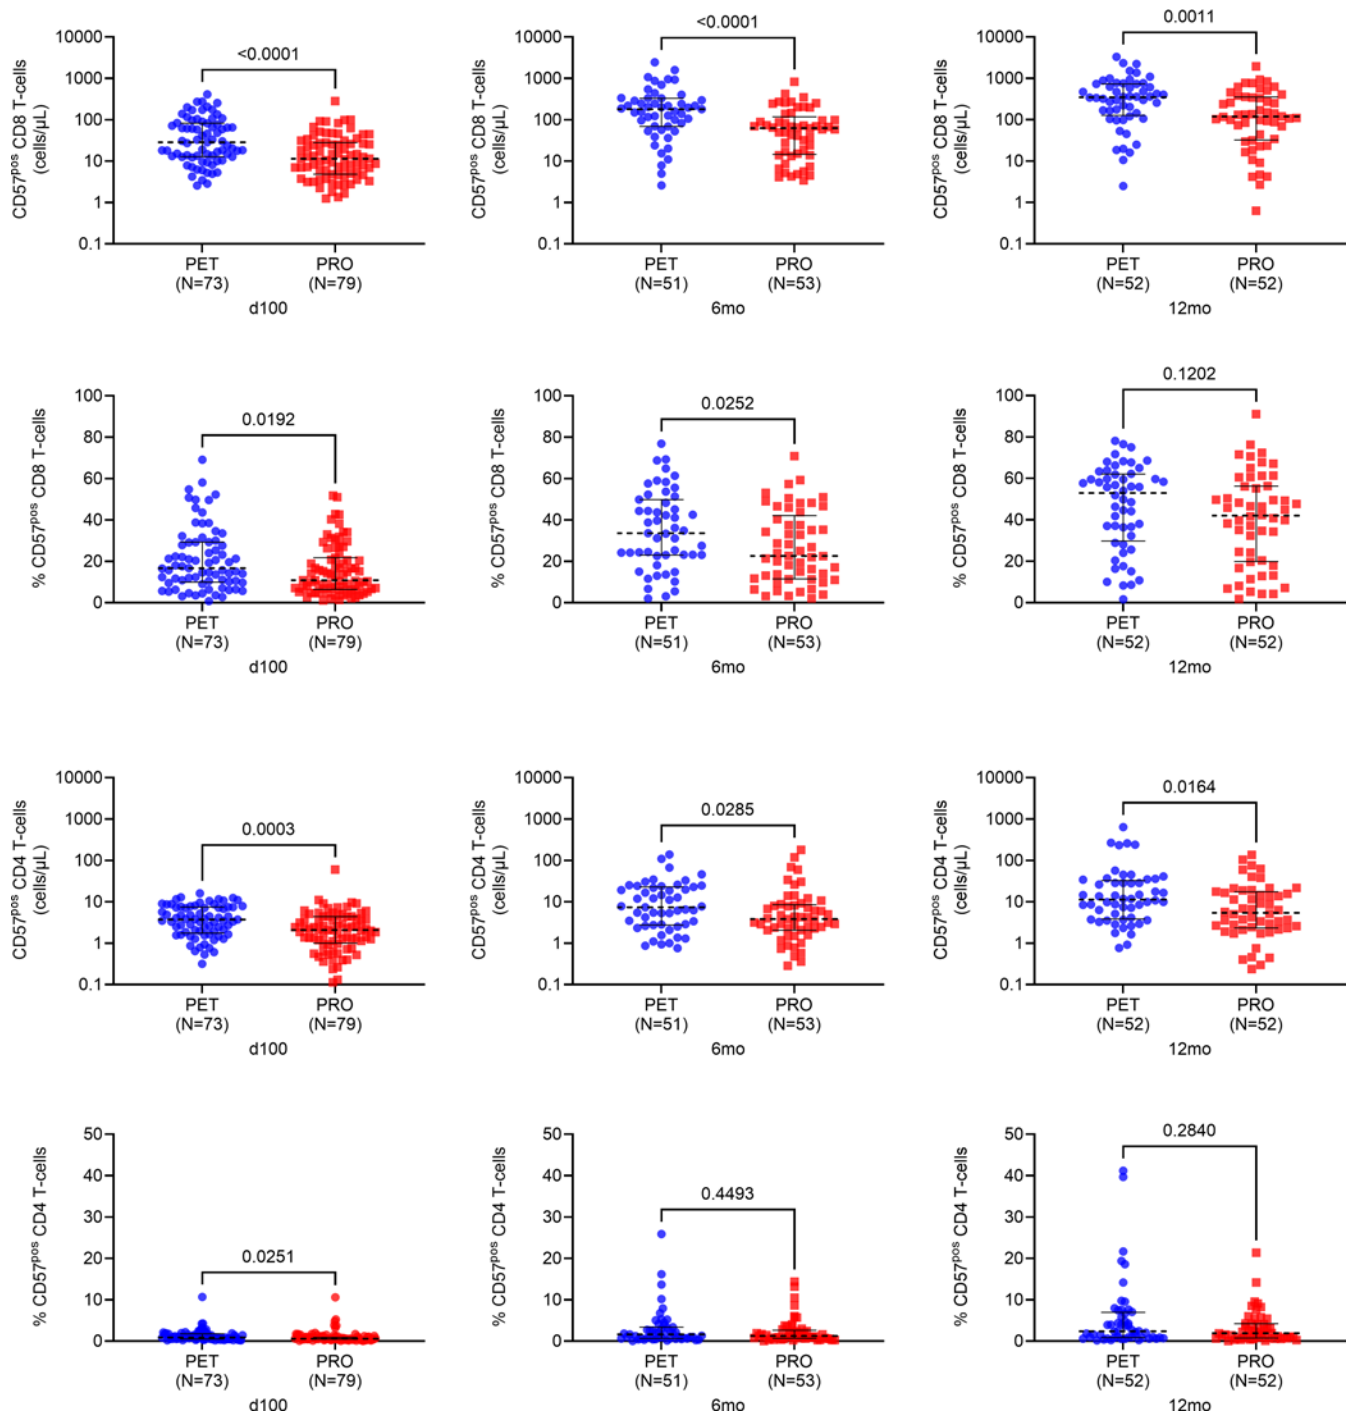 <0.0001
10000
1000
100
10
1
0.1
CD57pos CD8 T-cells
(cells/µL)
PET
(N=73)
PRO
(N=79)
d100
<0.0001
10000
1000
100
10
1
0.1
CD57pos CD8 T-cells
(cells/µL)
PET
(N=51)
PRO
(N=53)
6mo
0.0011
10000
1000
100
10
1
0.1
CD57pos CD8 T-cells
(cells/µL)
PET
(N=52)
PRO
(N=52)
12mo
0.0192
100
80
60
40
20
0
% CD57pos CD8 T-cells
PET
(N=73)
PRO
(N=79)
d100
0.0252
100
80
60
40
20
0
% CD57pos CD8 T-cells
PET
(N=51)
PRO
(N=53)
6mo
0.1202
100
80
60
40
20
0
% CD57pos CD8 T-cells
PET
(N=52)
PRO
(N=52)
12mo
0.0003
10000
1000
100
10
1
0.1
CD57pos CD4 T-cells
(cells/µL)
PET
(N=73)
PRO
(N=79)
d100
0.0285
10000
1000
100
10
1
0.1
CD57pos CD4 T-cells
(cells/µL)
PET
(N=51)
PRO
(N=53)
6mo
0.0164
10000
1000
100
10
1
0.1
CD57pos CD4 T-cells
(cells/µL)
PET
(N=52)
PRO
(N=52)
12mo
0.0251
50
40
30
20
10
0
% CD57pos CD4 T-cells
PET
(N=73)
PRO
(N=79)
d100
0.4493
50
40
30
20
10
0
% CD57pos CD4 T-cells
PET
(N=51)
PRO
(N=53)
6mo
0.2840
50
40
30
20
10
0
% CD57pos CD4 T-cells
PET
(N=52)
PRO
(N=52)
12mo